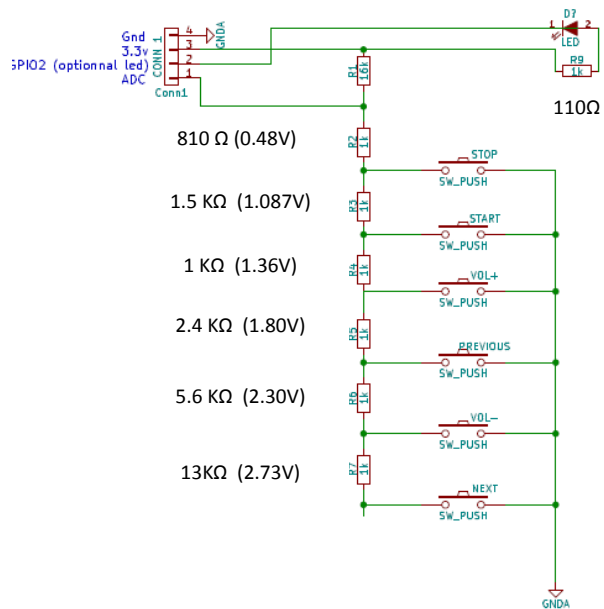 Gnd
3.3v
GPIO2 (optionnal led)
ADC
CONN 1
4
3
2
1
Conn1
GNDA
1 D? 2
LED
R9
1k
110Ω
R1
16k
810 Ω (0.48V)
R2
1k
STOP
SW_PUSH
1.5 KΩ (1.087V)
R3
1k
START
SW_PUSH
1 KΩ (1.36V)
R4
1k
VOL+
SW_PUSH
2.4 KΩ (1.80V)
R5
1k
PREVIOUS
SW_PUSH
5.6 KΩ (2.30V)
R6
1k
VOL-
SW_PUSH
13KΩ (2.73V)
R7
1k
NEXT
SW_PUSH
GNDA